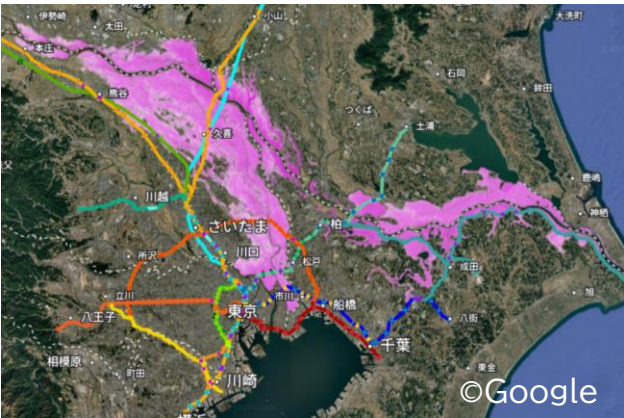 伊勢崎
太田
小山
大洗町
本庄
石岡
鉾田
熊谷
つくば
久喜
土浦
川越
鹿嶋
神栖
さいたま
柏
川口
所沢
松戸
成田
立川
市川
船橋
旭
東京
八王子
八街
千葉
相模原
町田
川崎
東金
横浜
©Google